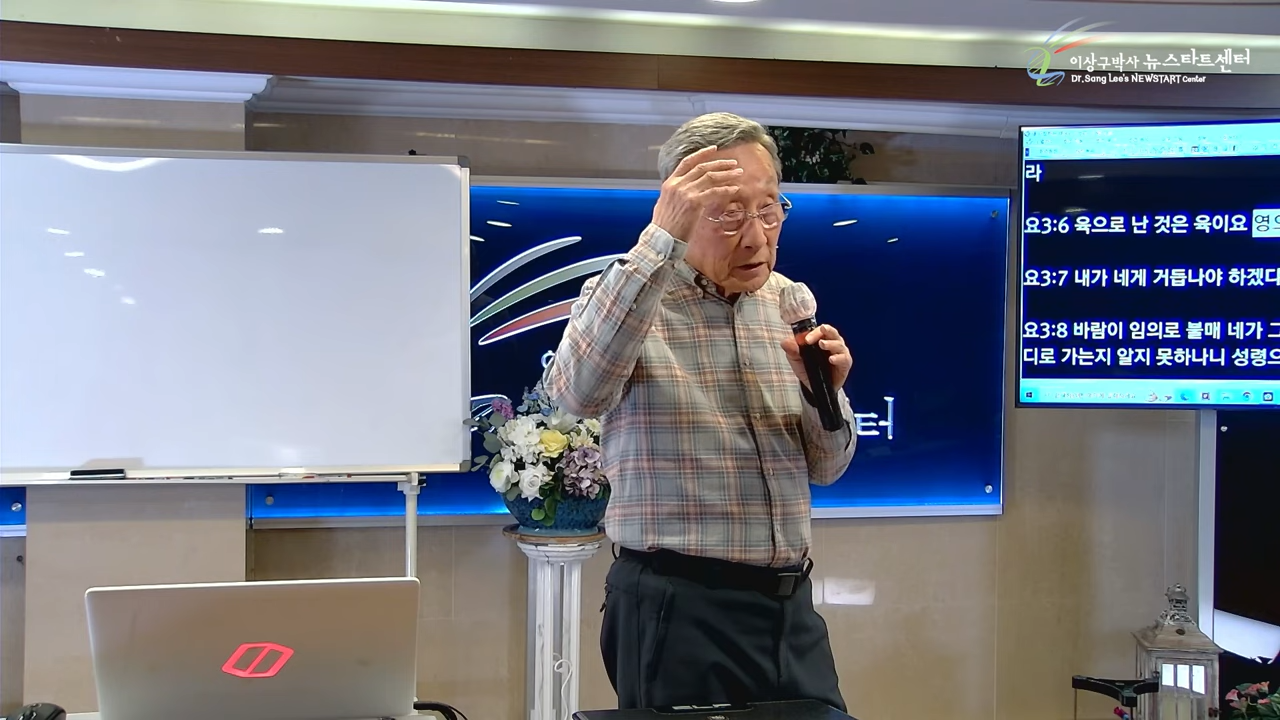 이상구박사 뉴스타트센터
Dr. Sang Lee's NEWSTART Center
라
요3:6 육으로 난 것은 육이요
요3:7 내가 네게 거듭나야 하겠다
요3:8 바람이 임의로 불매 네가 그
디로 가는지 알지 못하나니 성령으
터